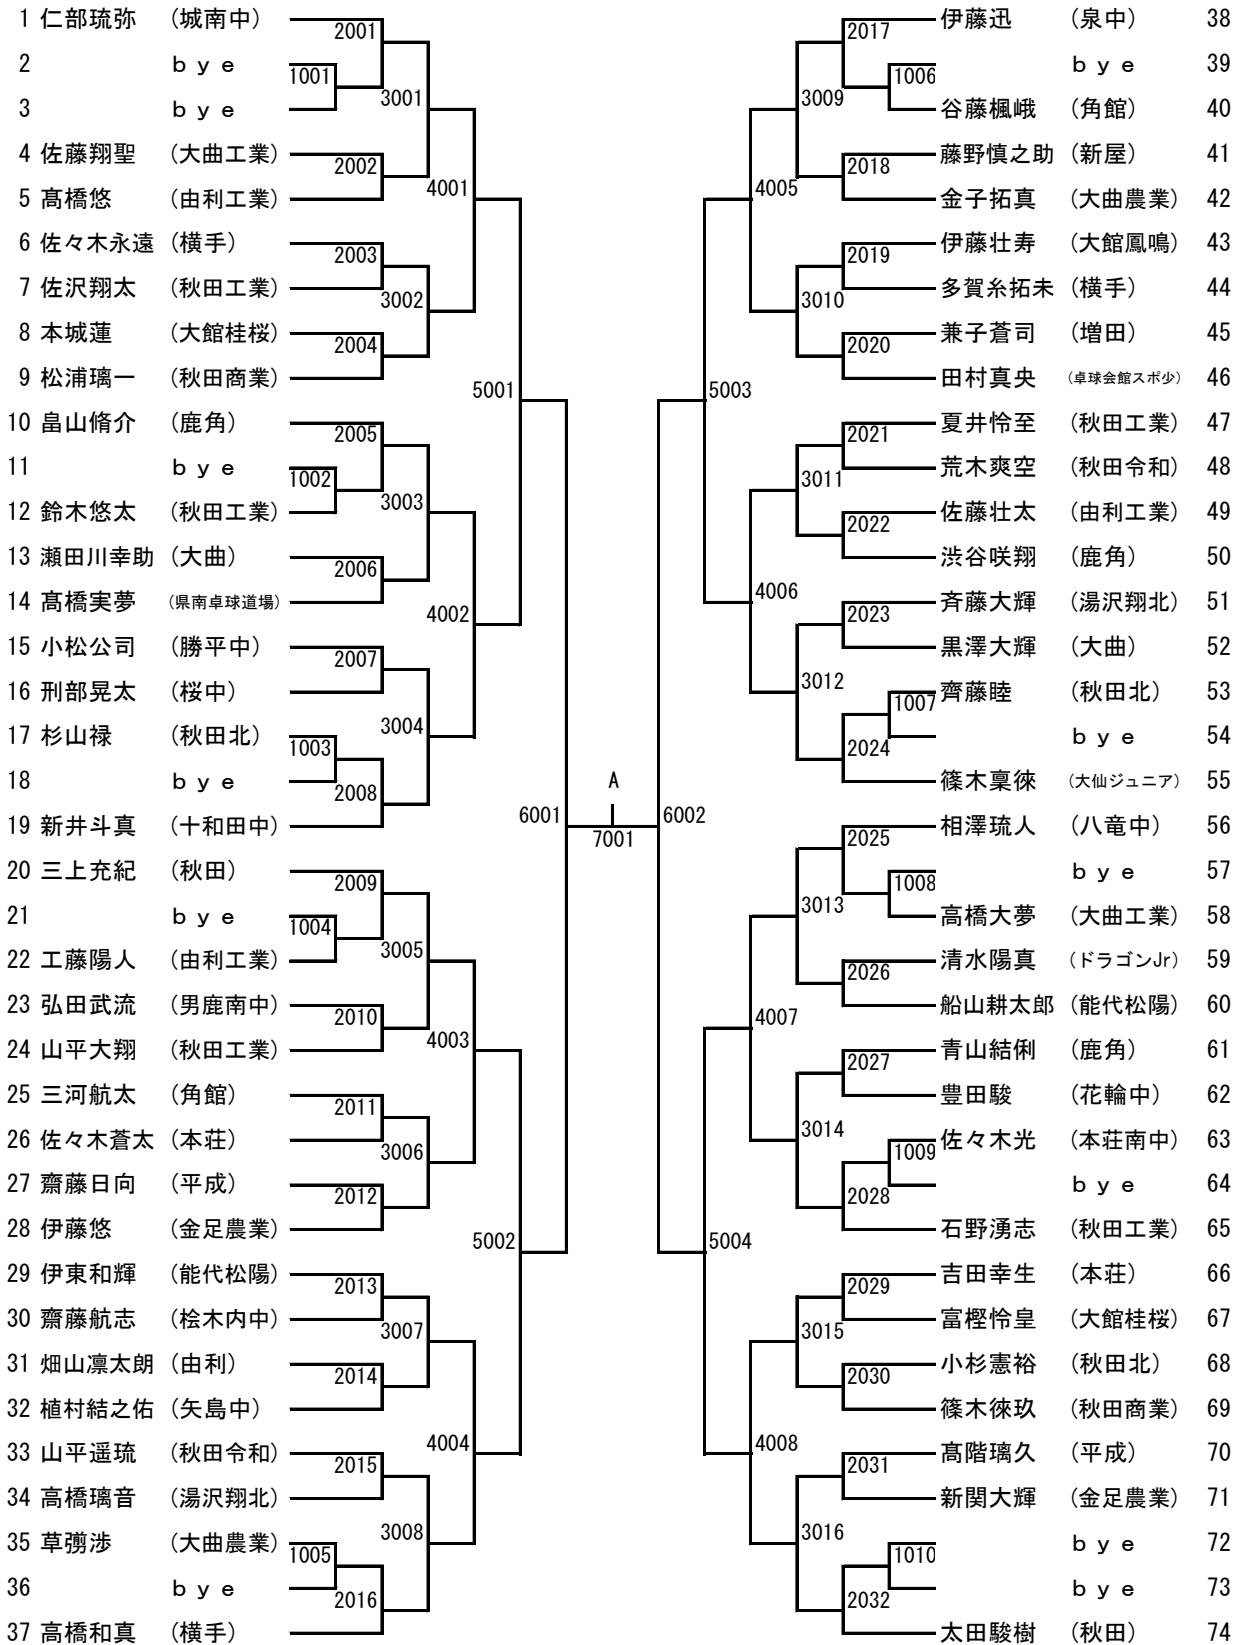 1 仁部琉弥 (城南中)
2 ｂｙｅ
3 ｂｙｅ
4 佐藤翔聖 (大曲工業)
5 髙橋悠 (由利工業)
6 佐々木永遠 (横手)
7 佐沢翔太 (秋田工業)
8 本城蓮 (大館桂桜)
9 松浦璃一 (秋田商業)
10 畠山脩介 (鹿角)
11 ｂｙｅ
12 鈴木悠太 (秋田工業)
13 瀬田川幸助 (大曲)
14 髙橋実夢 (県南卓球道場)
15 小松公司 (勝平中)
16 刑部晃太 (桜中)
17 杉山禄 (秋田北)
18 ｂｙｅ
19 新井斗真 (十和田中)
20 三上充紀 (秋田)
21 ｂｙｅ
22 工藤陽人 (由利工業)
23 弘田武流 (男鹿南中)
24 山平大翔 (秋田工業)
25 三河航太 (角館)
26 佐々木蒼太 (本荘)
27 齋藤日向 (平成)
28 伊藤悠 (金足農業)
29 伊東和輝 (能代松陽)
30 齋藤航志 (桧木内中)
31 畑山凛太朗 (由利)
32 植村結之佑 (矢島中)
33 山平遥琉 (秋田令和)
34 高橋璃音 (湯沢翔北)
35 草彅渉 (大曲農業)
36 ｂｙｅ
37 高橋和真 (横手)
1001
1002
1003
1004
1005
2001
2002
2003
2004
2005
2006
2007
2008
2009
2010
2011
2012
2013
2014
2015
2016
3001
3002
3003
3004
3005
3006
3007
3008
4001
4002
4003
4004
5001
5002
6001
A
7001
6002
5003
5004
4005
4006
4007
4008
3009
3010
3011
3012
3013
3014
3015
3016
2017
2018
2019
2020
2021
2022
2023
2024
2025
2026
2027
2028
2029
2030
2031
2032
1006
1007
1008
1009
1010
伊藤迅 (泉中) 38
ｂｙｅ 39
谷藤楓峨 (角館) 40
藤野慎之助 (新屋) 41
金子拓真 (大曲農業) 42
伊藤壮寿 (大館鳳鳴) 43
多賀糸拓未 (横手) 44
兼子蒼司 (増田) 45
田村真央 (卓球会館スポ少) 46
夏井怜至 (秋田工業) 47
荒木爽空 (秋田令和) 48
佐藤壮太 (由利工業) 49
渋谷咲翔 (鹿角) 50
斉藤大輝 (湯沢翔北) 51
黒澤大輝 (大曲) 52
齊藤睦 (秋田北) 53
ｂｙｅ 54
篠木稟徠 (大仙ジュニア) 55
相澤琉人 (八竜中) 56
ｂｙｅ 57
高橋大夢 (大曲工業) 58
清水陽真 (ドラゴンJr) 59
船山耕太郎 (能代松陽) 60
青山結俐 (鹿角) 61
豊田駿 (花輪中) 62
佐々木光 (本荘南中) 63
ｂｙｅ 64
石野湧志 (秋田工業) 65
吉田幸生 (本荘) 66
富樫怜皇 (大館桂桜) 67
小杉憲裕 (秋田北) 68
篠木徠玖 (秋田商業) 69
髙階璃久 (平成) 70
新関大輝 (金足農業) 71
ｂｙｅ 72
ｂｙｅ 73
太田駿樹 (秋田) 74